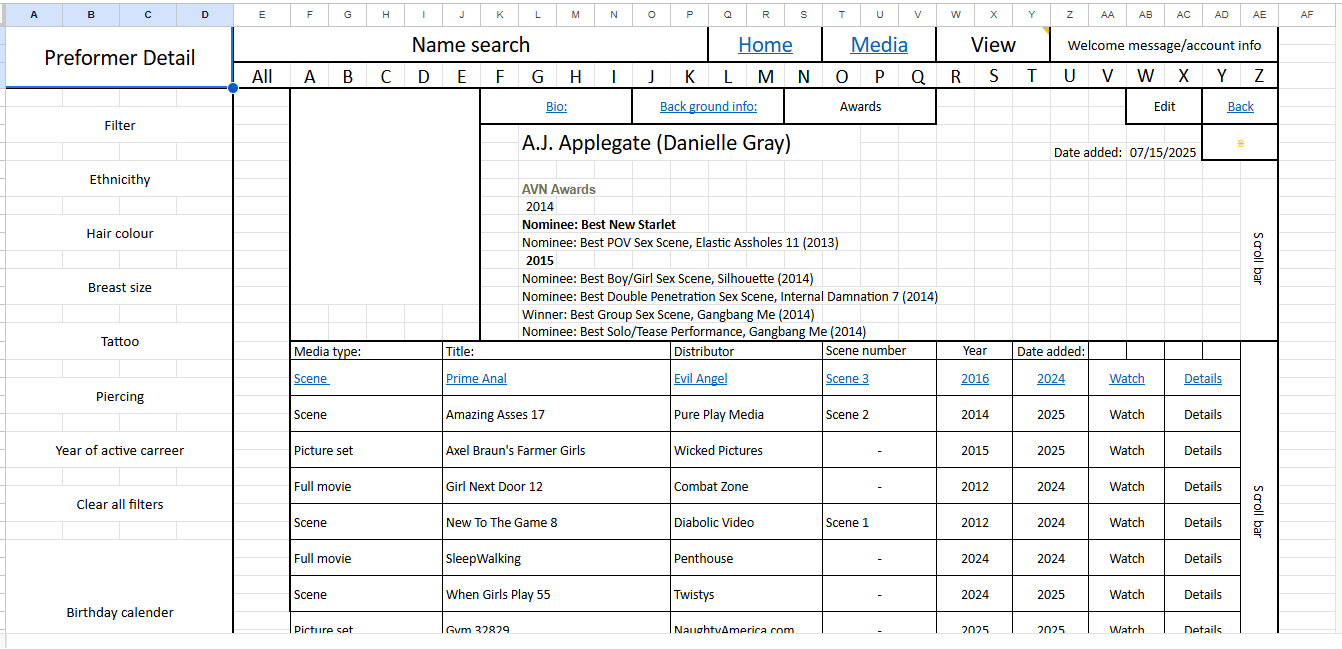 A B C D E F G H I J K L M N O P Q R S T U V W X Y Z AA AB AC AD AE AF
Preformer Detail Name search Home Media View Welcome message/account info
All A B C D E F G H I J K L M N O P Q R S T U V W X Y Z
Bio: Back ground info: Awards Edit Back
Filter
A.J. Applegate (Danielle Gray)
Date added: 07/15/2025
Ethnicithy
AVN Awards
2014
Nominee: Best New Starlet
Hair colour
Nominee: Best POV Sex Scene, Elastic Assholes 11 (2013)
2015
Scroll bar
Nominee: Best Boy/Girl Sex Scene, Silhouette (2014)
Breast size
Nominee: Best Double Penetration Sex Scene, Internal Damnation 7 (2014)
Winner: Best Group Sex Scene, Gangbang Me (2014)
Nominee: Best Solo/Tease Performance, Gangbang Me (2014)
Tattoo
Media type: Title: Distributor Scene number Year Date added:
Scene Prime Anal Evil Angel Scene 3 2016 2024 Watch Details
Piercing
Scene Amazing Asses 17 Pure Play Media Scene 2 2014 2025 Watch Details
Year of active carreer
Picture set Axel Braun's Farmer Girls Wicked Pictures - 2015 2025 Watch Details
Full movie Girl Next Door 12 Combat Zone - 2012 2024 Watch Details
Clear all filters
Scroll bar
Scene New To The Game 8 Diabolic Video Scene 1 2012 2024 Watch Details
Full movie SleepWalking Penthouse - 2024 2024 Watch Details
Scene When Girls Play 55 Twistys - 2024 2025 Watch Details
Birthday calender
Picture set Gym 32829 NaughtyAmerica.com - 2025 2025 Watch Details